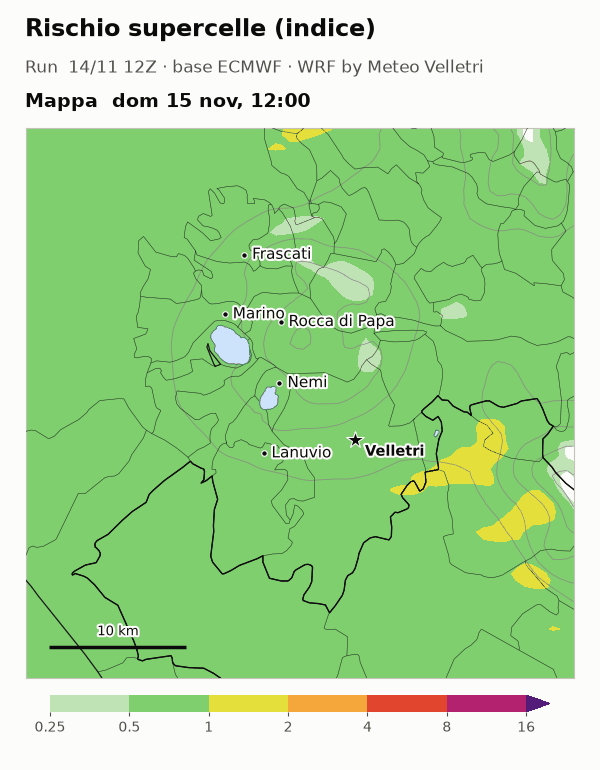 Rischio supercelle (indice)
Run  14/11 12Z · base ECMWF · WRF by Meteo Velletri
Mappa  dom 15 nov, 12:00
Frascati
Marino
Rocca di Papa
Nemi
Velletri
Lanuvio
10 km
0.25 0.5 1 2 4 8 16